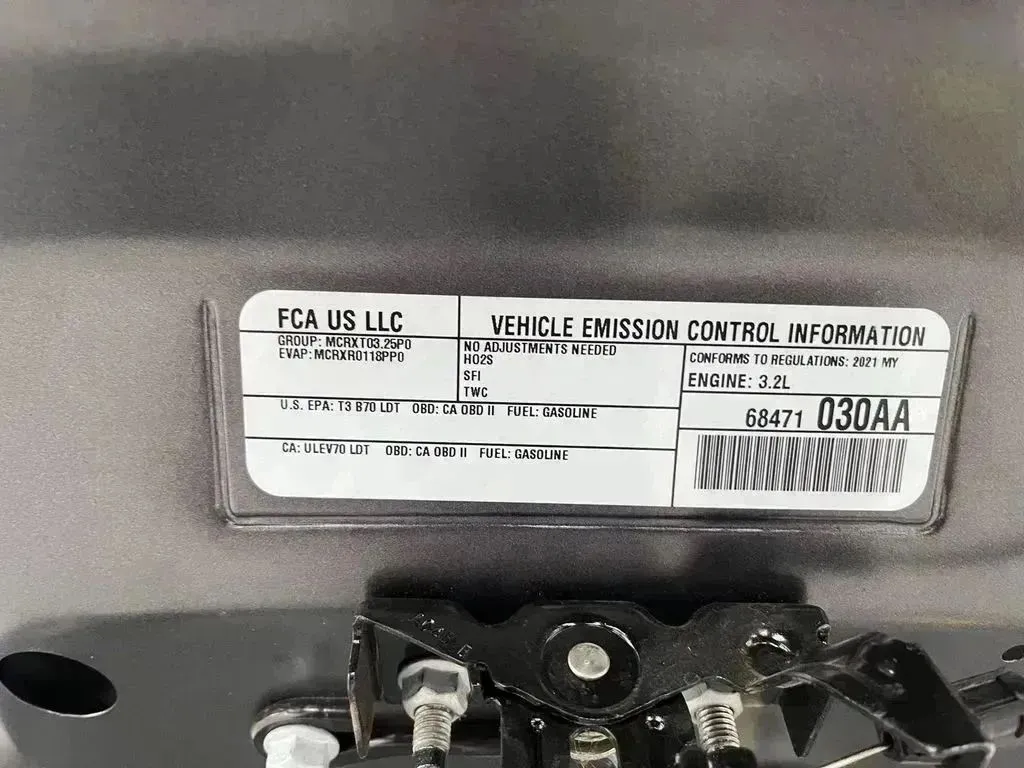 FCA US LLC
GROUP: MCRXT03.25P0
EVAP: MCRXR0118PP0
VEHICLE EMISSION CONTROL INFORMATION
NO ADJUSTMENTS NEEDED
HO2S
SFI
TWC
CONFORMS TO REGULATIONS: 2021 MY
ENGINE: 3.2L
U.S. EPA: T3 B70 LDT OBD: CA OBD II FUEL: GASOLINE
68471 030AA
CA: ULEV70 LDT OBD: CA OBD II FUEL: GASOLINE